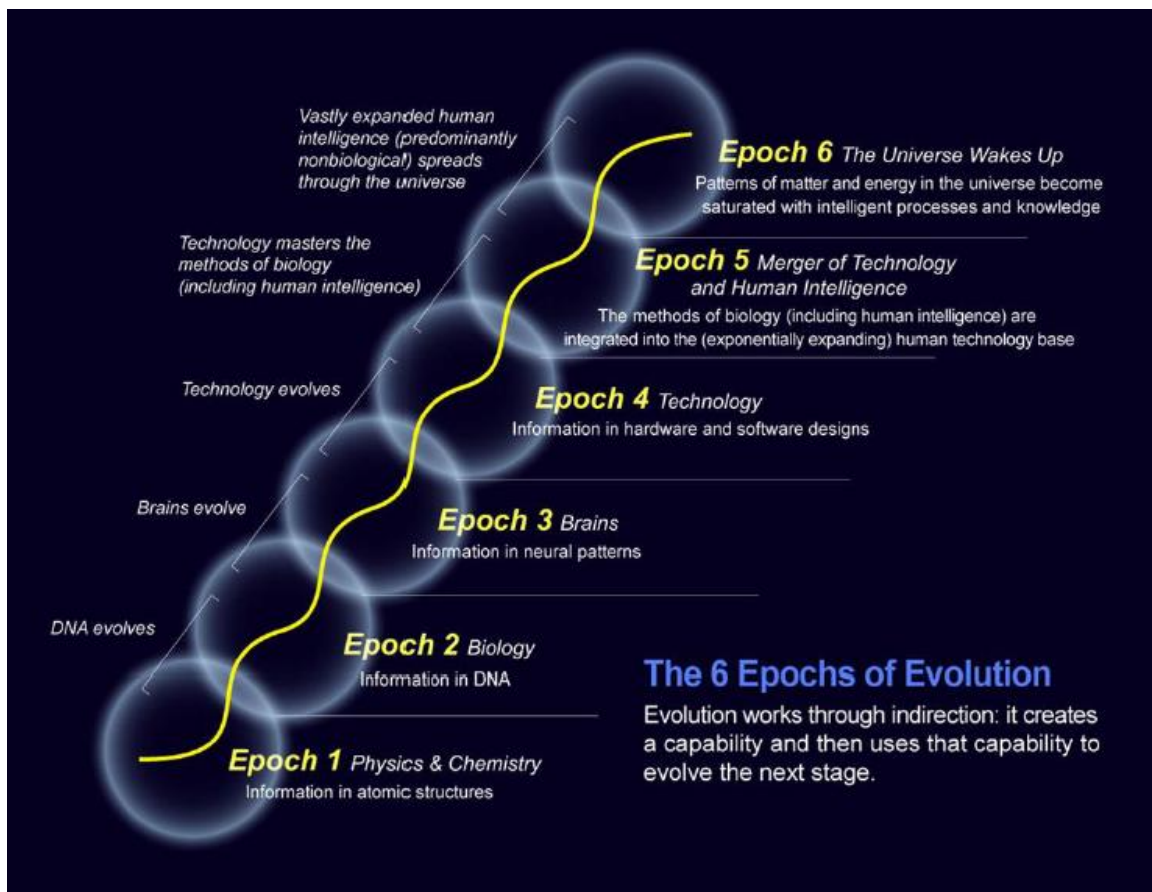 Vastly expanded human
intelligence (predominantly
nonbiological) spreads
through the universe
Epoch 6 The Universe Wakes Up
Patterns of matter and energy in the universe become
saturated with intelligent processes and knowledge
Technology masters the
methods of biology
(including human intelligence)
Epoch 5 Merger of Technology
and Human Intelligence
The methods of biology (including human intelligence) are
integrated into the (exponentially expanding) human technology base
Technology evolves
Epoch 4 Technology
Information in hardware and software designs
Brains evolve
Epoch 3 Brains
Information in neural patterns
DNA evolves
Epoch 2 Biology
Information in DNA
Epoch 1 Physics & Chemistry
Information in atomic structures
The 6 Epochs of Evolution
Evolution works through indirection: it creates
a capability and then uses that capability to
evolve the next stage.